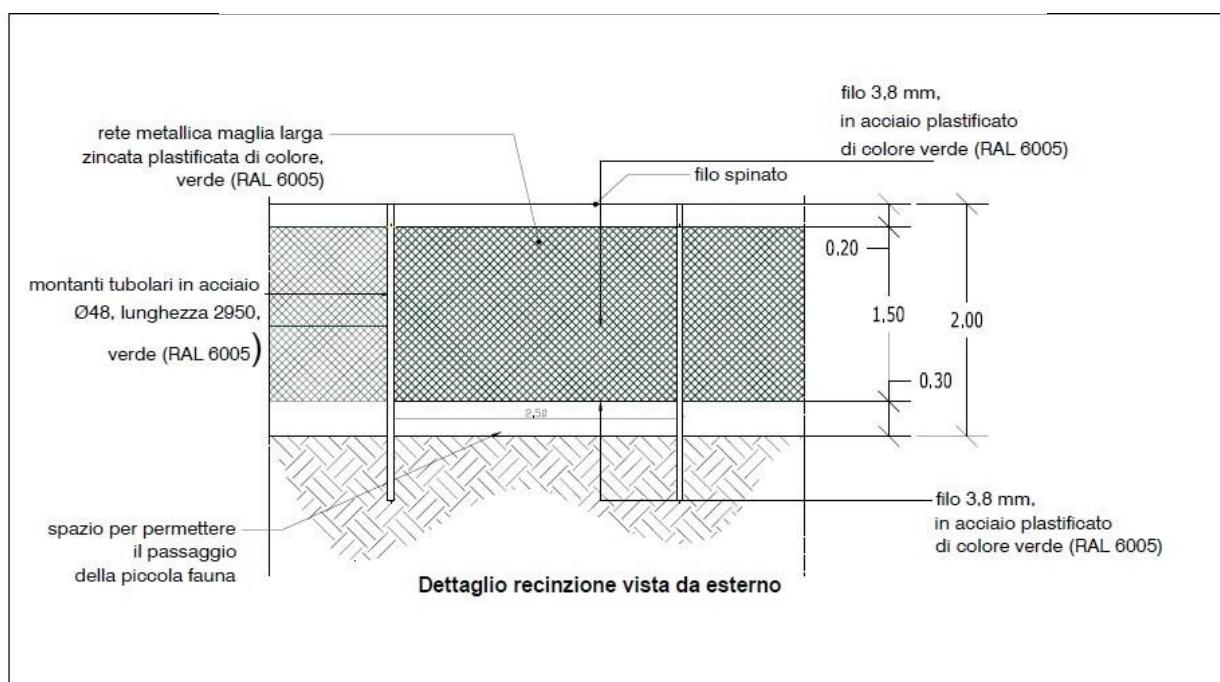 filo 3,8 mm,
in acciaio plastificato
di colore verde (RAL 6005)
rete metallica maglia larga
zincata plastificata di colore,
verde (RAL 6005)
filo spinato
0.20
montanti tubolari in acciaio
Ø48, lunghezza 2950,
verde (RAL 6005)
1.50
2.00
0.30
2.50
spazio per permettere
il passaggio
della piccola fauna
filo 3,8 mm,
in acciaio plastificato
di colore verde (RAL 6005)
Dettaglio recinzione vista da esterno